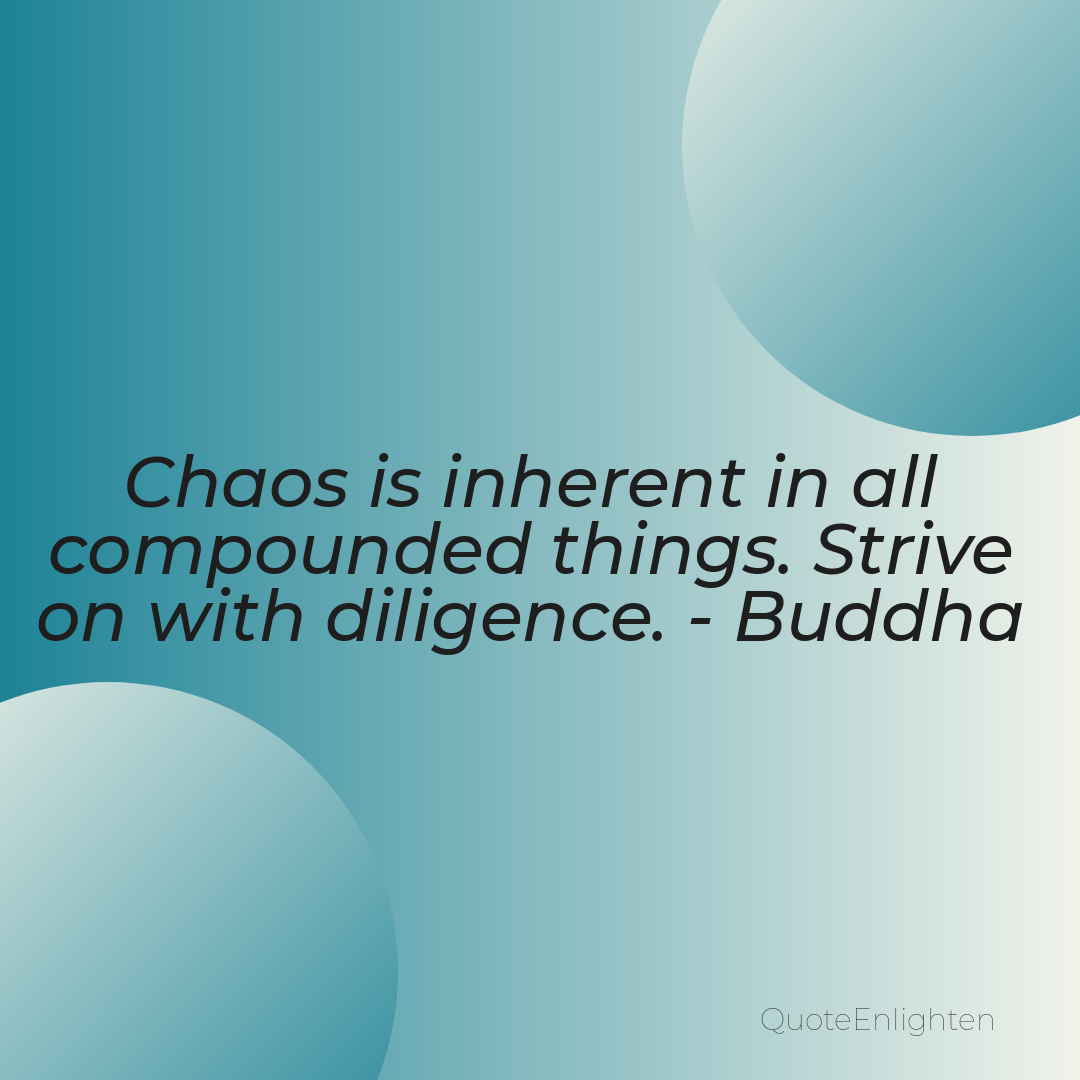 Chaos is inherent in all
compounded things. Strive
on with diligence. - Buddha
QuoteEnlighten